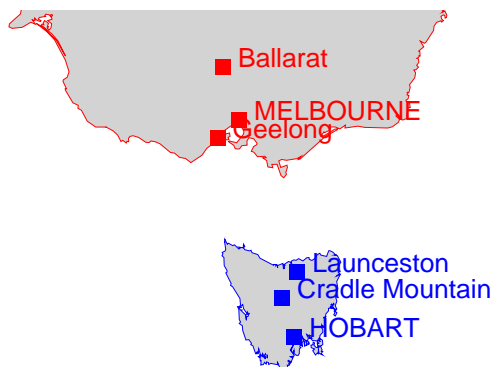 Ballarat
MELBOURNE
Geelong
Launceston
Cradle Mountain
HOBART